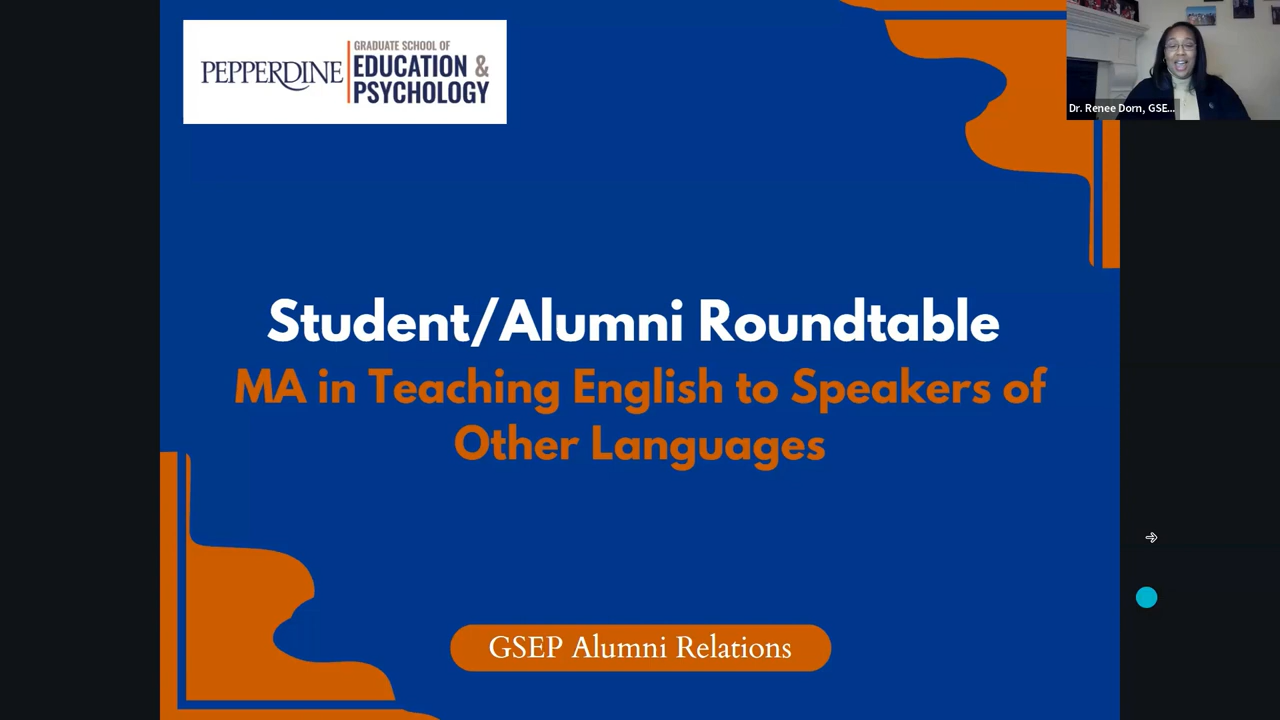 PEPPERDINE
GRADUATE SCHOOL OF
EDUCATION &
PSYCHOLOGY
Dr. Renee Dorn, GSE...
Student/Alumni Roundtable
MA in Teaching English to Speakers of
Other Languages
GSEP Alumni Relations